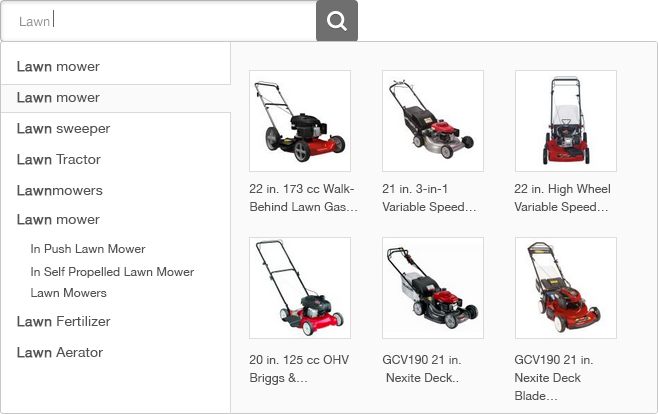 Lawn
Lawn mower
Lawn mower
Lawn sweeper
Lawn Tractor
Lawnmowers
Lawn mower
In Push Lawn Mower
In Self Propelled Lawn Mower
Lawn Mowers
Lawn Fertilizer
Lawn Aerator
22 in. 173 cc Walk-
Behind Lawn Gas…
21 in. 3-in-1
Variable Speed…
22 in. High Wheel
Variable Speed…
20 in. 125 cc OHV
Briggs &…
GCV190 21 in.
Nexite Deck..
GCV190 21 in.
Nexite Deck
Blade…